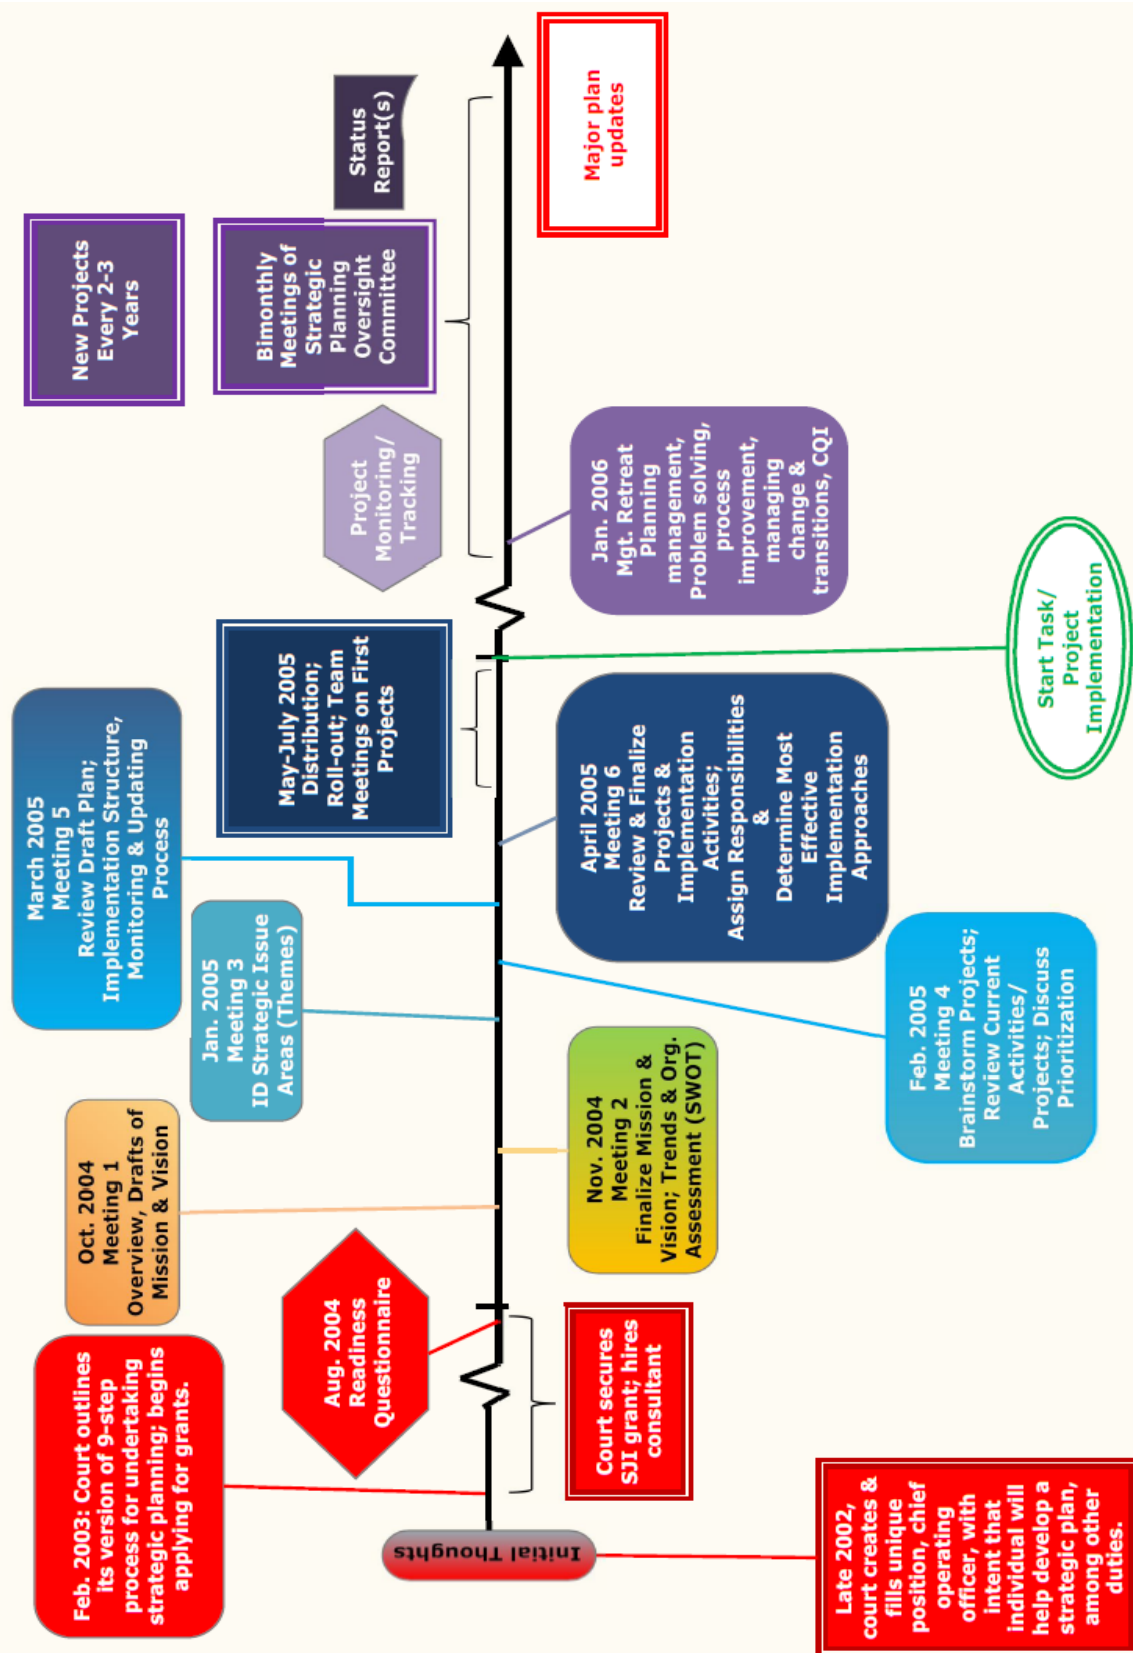 Feb. 2003: Court outlines
its version of 9-step
process for undertaking
strategic planning; begins
applying for grants.
Oct. 2004
Meeting 1
Overview, Drafts of
Mission & Vision
Jan. 2005
Meeting 3
ID Strategic Issue
Areas (Themes)
March 2005
Meeting 5
Review Draft Plan;
Implementation Structure,
Monitoring & Updating
Process
New Projects
Every 2-3
Years
Aug. 2004
Readiness
Questionnaire
May-July 2005
Distribution;
Roll-out; Team
Meetings on First
Projects
Project
Monitoring/
Tracking
Bimonthly
Meetings of
Strategic
Planning
Oversight
Committee
Status
Report(s)
Initial Thoughts
Court secures
SJI grant; hires
consultant
Nov. 2004
Meeting 2
Finalize Mission &
Vision; Trends & Org.
Assessment (SWOT)
April 2005
Meeting 6
Review & Finalize
Projects &
Implementation
Activities;
Assign Responsibilities
&
Determine Most
Effective
Implementation
Approaches
Jan. 2006
Mgt. Retreat
Planning
management,
Problem solving,
process
improvement,
managing
change &
transitions, CQI
Major plan
updates
Late 2002,
court creates &
fills unique
position, chief
operating
officer, with
intent that
individual will
help develop a
strategic plan,
among other
duties.
Feb. 2005
Meeting 4
Brainstorm Projects;
Review Current
Activities/
Projects; Discuss
Prioritization
Start Task/
Project
Implementation